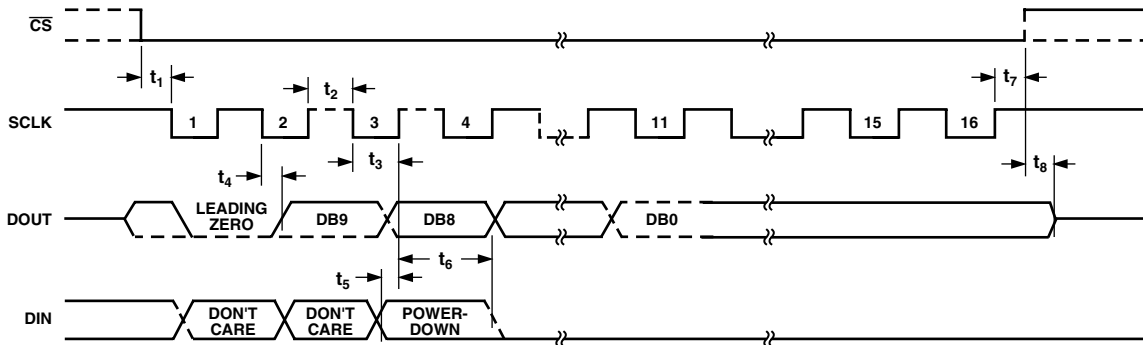 CS
t1
t2
t7
SCLK
1
2
3
4
11
15
16
t3
t4
t8
DOUT
LEADING
ZERO
DB9
DB8
DB0
t5
t6
DIN
DON'T
CARE
DON'T
CARE
POWER-
DOWN